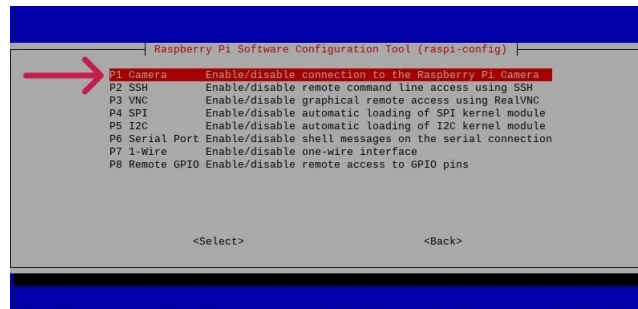 Raspberry Pi Software Configuration Tool (raspi-config)
P1 Camera Enable/disable connection to the Raspberry Pi Camera
P2 SSH Enable/disable remote command line access using SSH
P3 VNC Enable/disable graphical remote access using RealVNC
P4 SPI Enable/disable automatic loading of SPI kernel module
P5 I2C Enable/disable automatic loading of I2C kernel module
P6 Serial Port Enable/disable shell messages on the serial connection
P7 1-Wire Enable/disable one-wire interface
P8 Remote GPIO Enable/disable remote access to GPIO pins
<Select> <Back>